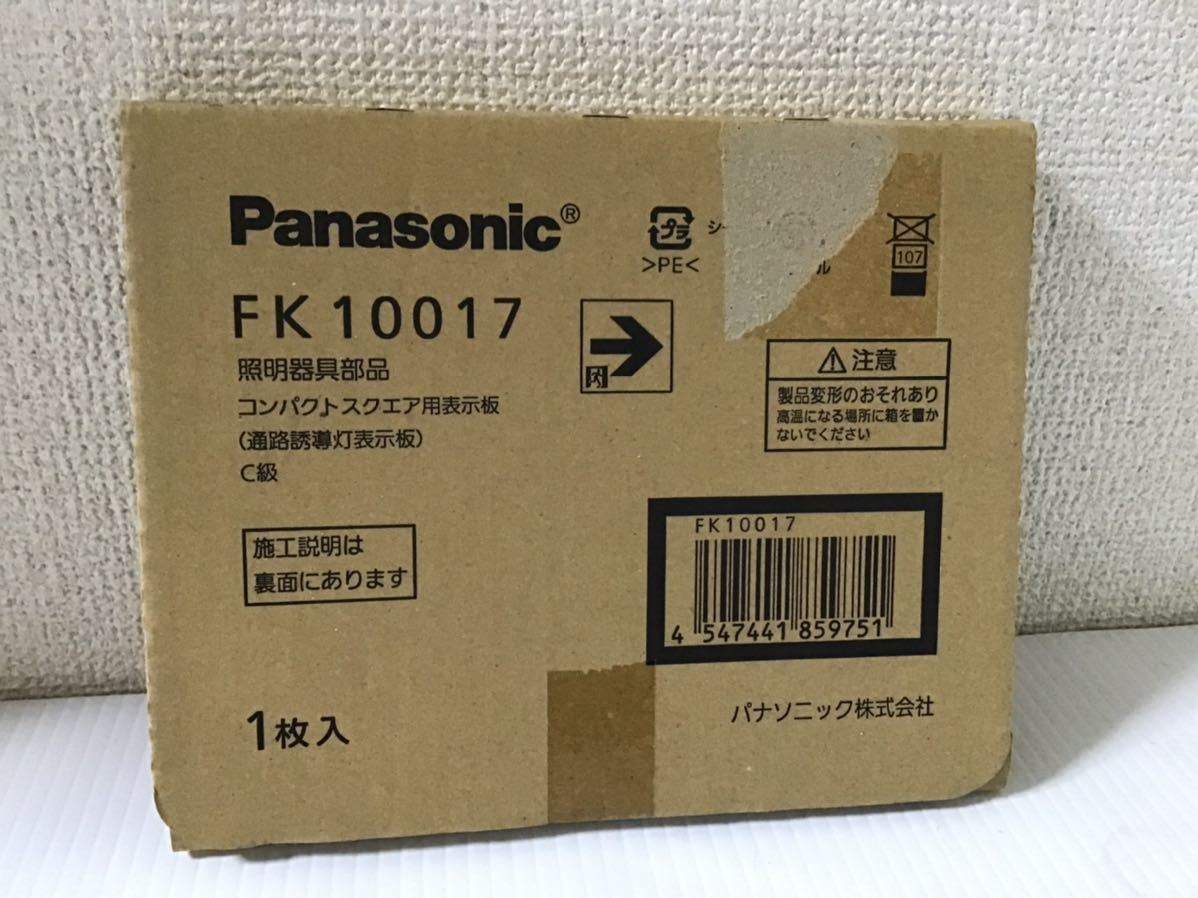 Panasonic®
FK10017
照明器具部品
コンパクトスクエア用表示板
(通路誘導灯表示板)
C級
施工説明は
裏面にあります
1枚入
プラ
>PE<
107
⚠注意
製品変形のおそれあり
高温になる場所に箱を置か
ないでください
FK10017
4 547441 859751
パナソニック株式会社